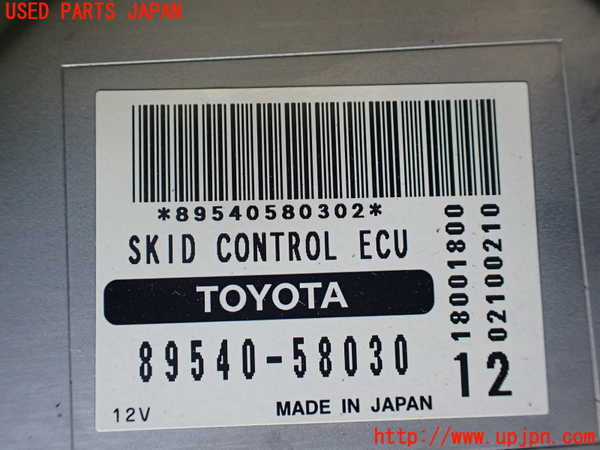 USED PARTS JAPAN
*89540580302*
SKID CONTROL ECU
TOYOTA
89540-58030
12V
MADE IN JAPAN
18001800
02100210
12
http://www.upjpn.com